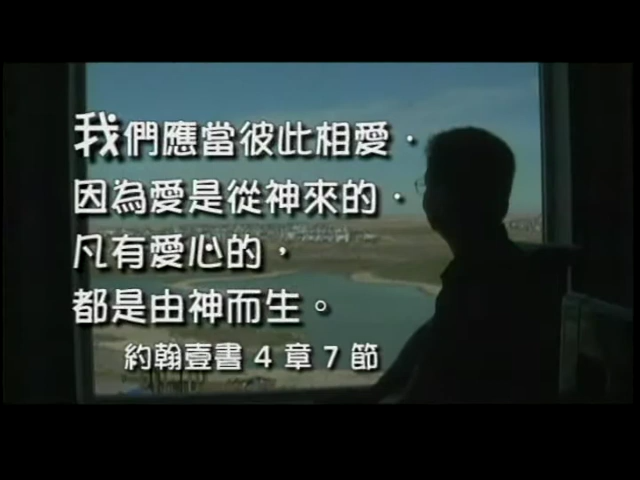 我們應當彼此相愛，
因為愛是從神來的，
凡有愛心的，
都是由神而生。
約翰壹書 4 章 7 節